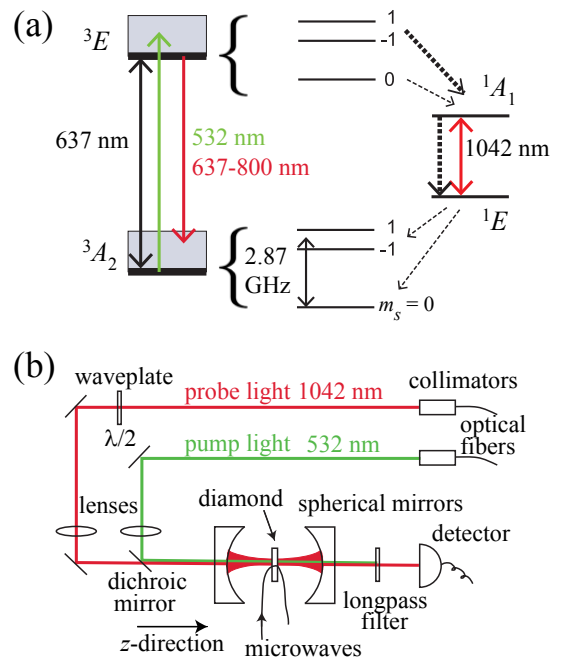 (a)
³E
637 nm
532 nm
637-800 nm
³A₂
1
-1
0
¹A₁
1042 nm
¹E
1
-1
2.87
GHz
mₛ = 0
(b)
waveplate
λ/2
probe light 1042 nm
collimators
pump light 532 nm
optical
fibers
lenses
diamond
spherical mirrors
detector
dichroic
mirror
longpass
filter
z-direction
microwaves